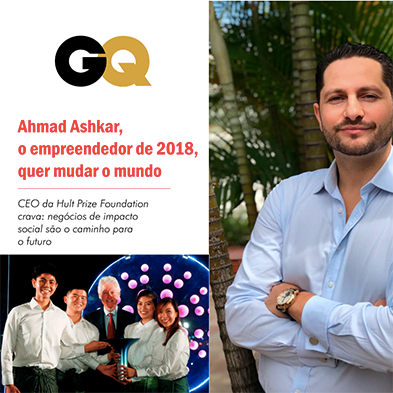 GQ
Ahmad Ashkar,
o empreendedor de 2018,
quer mudar o mundo
CEO da Hult Prize Foundation
crava: negócios de impacto
social são o caminho para
o futuro